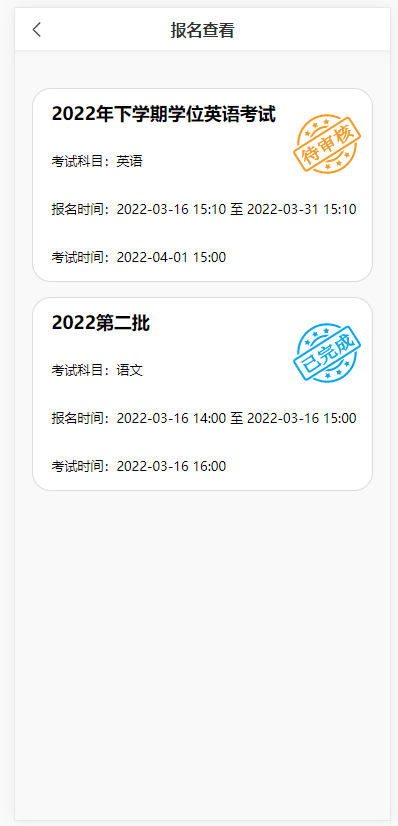 报名查看
2022年下学期学位英语考试
待审核
考试科目：英语
报名时间：2022-03-16 15:10 至 2022-03-31 15:10
考试时间：2022-04-01 15:00
2022第二批
已完成
考试科目：语文
报名时间：2022-03-16 14:00 至 2022-03-16 15:00
考试时间：2022-03-16 16:00